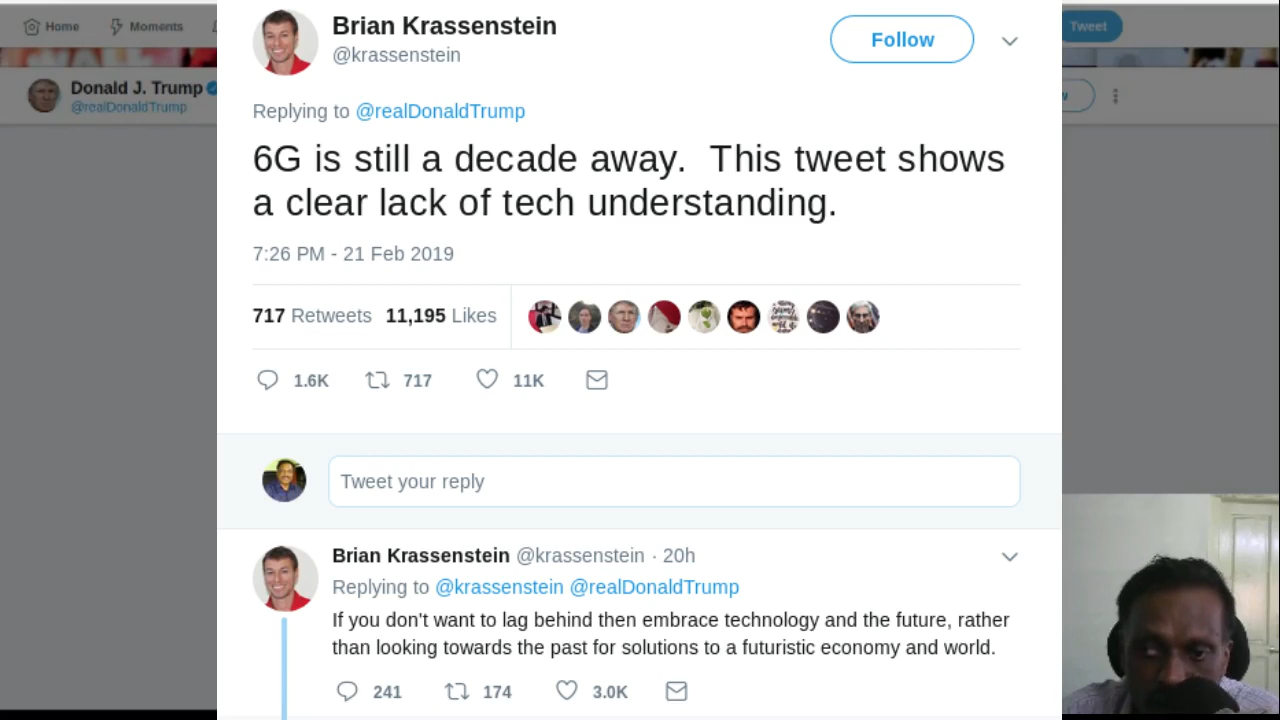 Home
Moments
Tweet
Donald J. Trump
@realDonaldTrump
Brian Krassenstein
@krassenstein
Follow
Replying to @realDonaldTrump
6G is still a decade away. This tweet shows
a clear lack of tech understanding.
7:26 PM - 21 Feb 2019
717 Retweets 11,195 Likes
1.6K 717 11K
Tweet your reply
Brian Krassenstein @krassenstein · 20h
Replying to @krassenstein @realDonaldTrump
If you don't want to lag behind then embrace technology and the future, rather
than looking towards the past for solutions to a futuristic economy and world.
241 174 3.0K